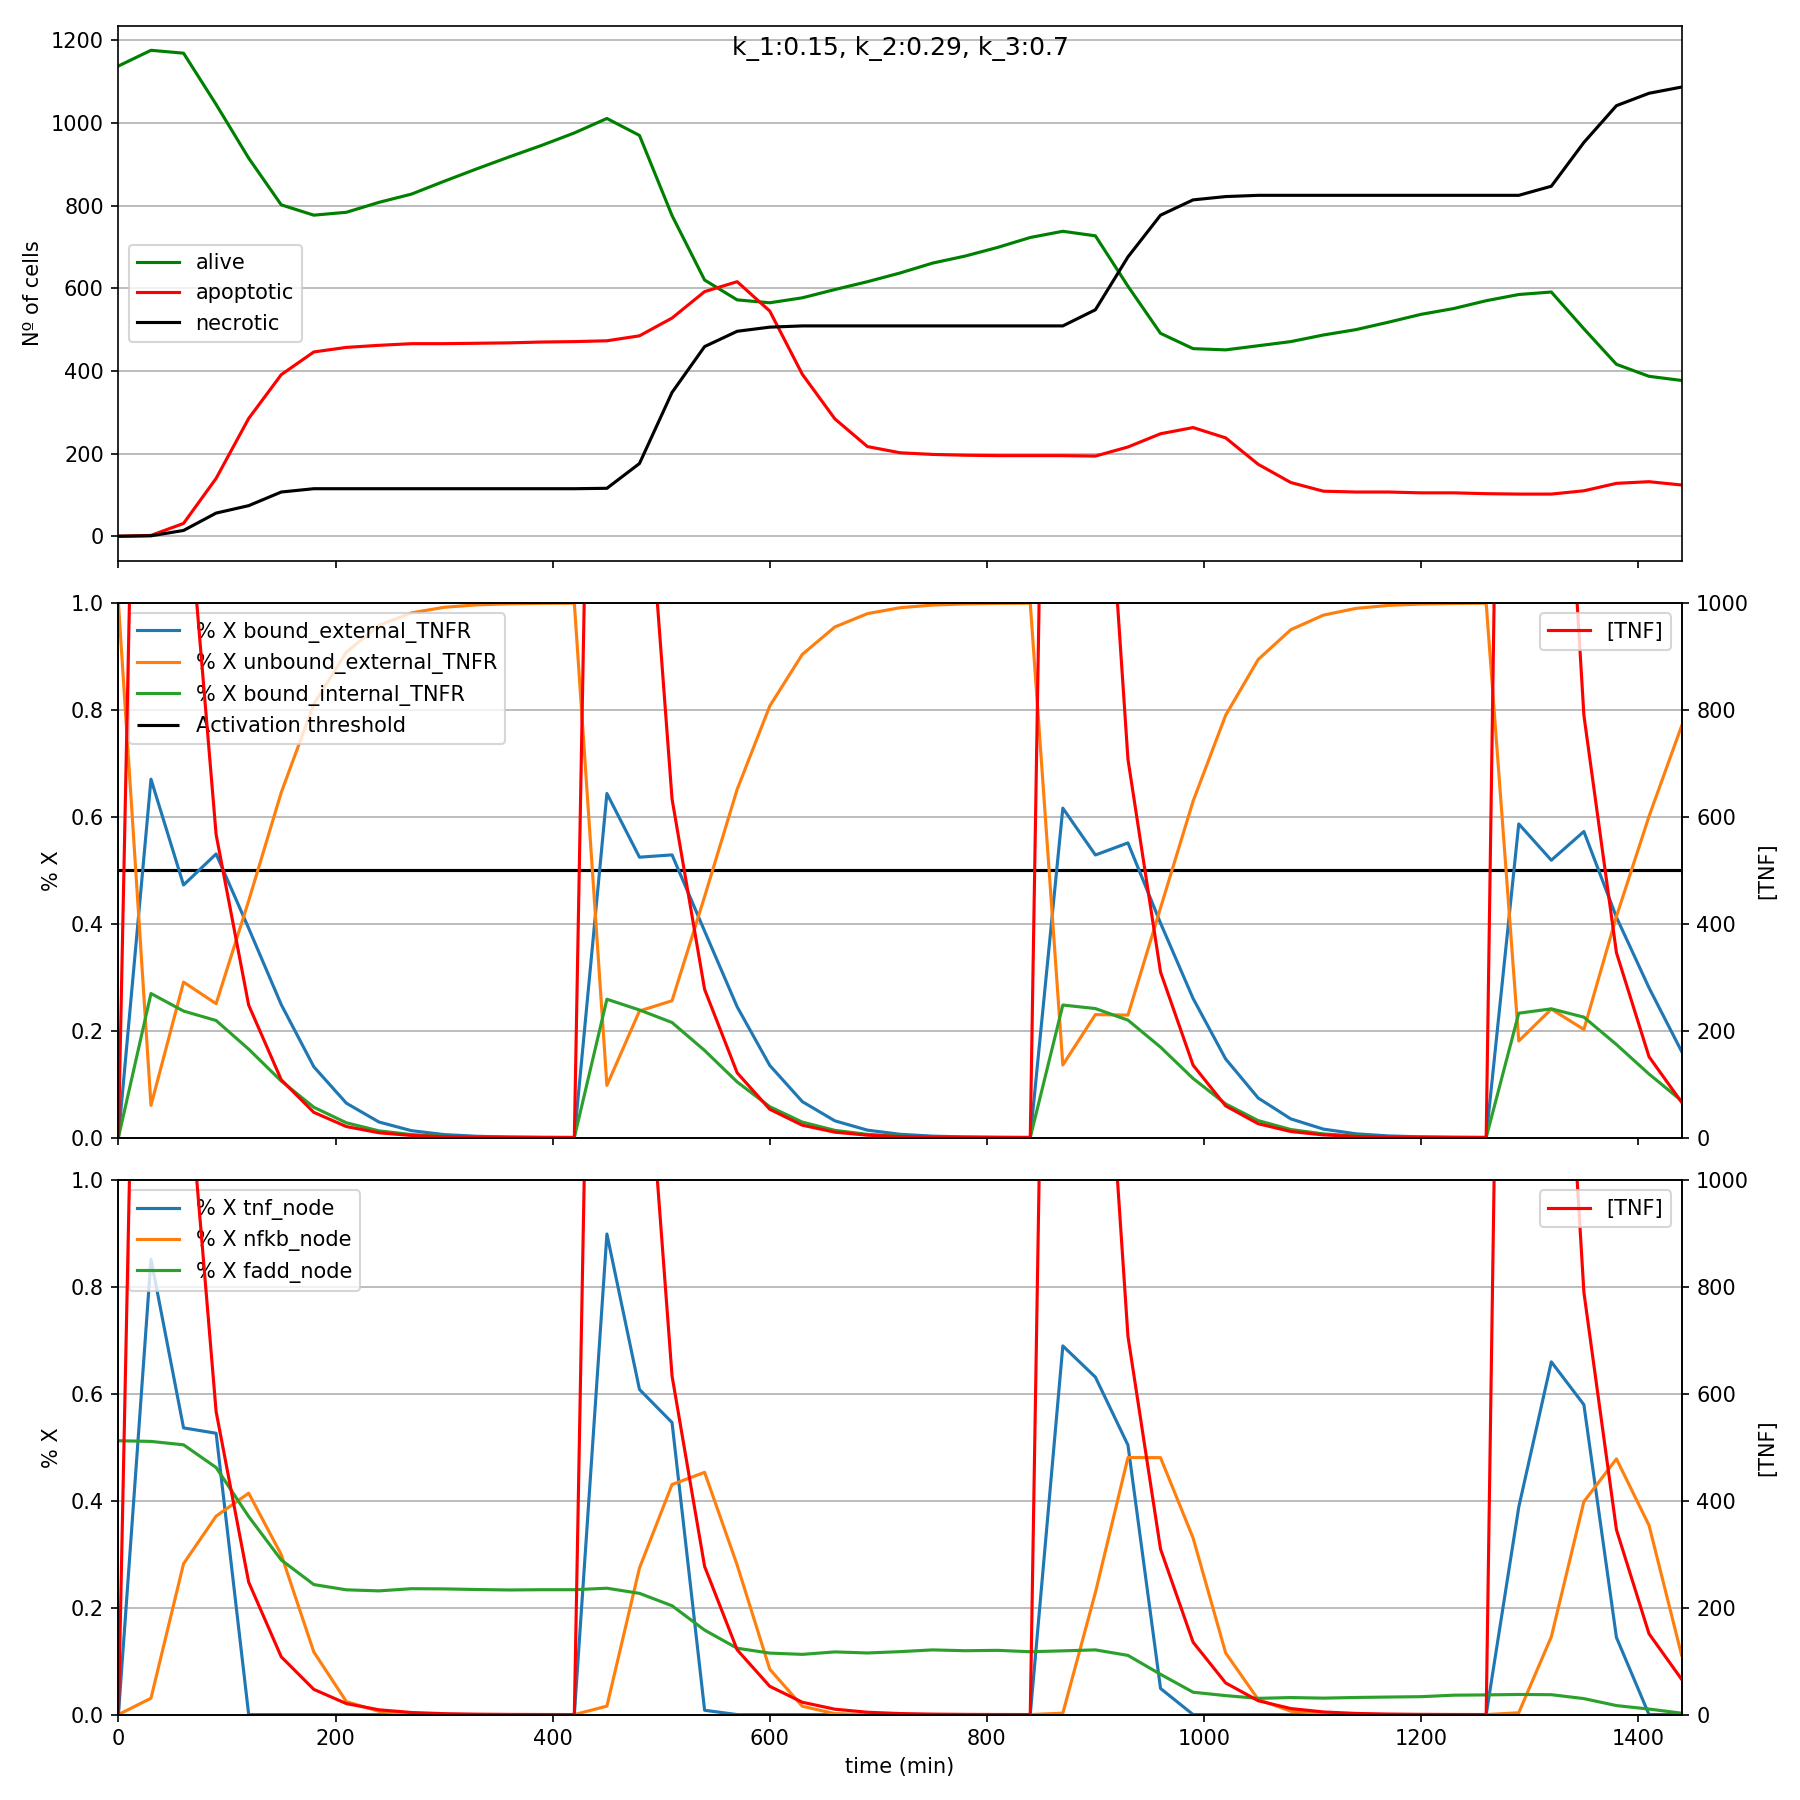 k_1:0.15, k_2:0.29, k_3:0.7
1200
1000
800
600
400
200
0
Nº of cells
alive
apoptotic
necrotic
1.0
0.8
0.6
0.4
0.2
0.0
% X
% X bound_external_TNFR
% X unbound_external_TNFR
% X bound_internal_TNFR
Activation threshold
[TNF]
1000
800
600
400
200
0
[TNF]
1.0
0.8
0.6
0.4
0.2
0.0
% X
% X tnf_node
% X nfkb_node
% X fadd_node
[TNF]
1000
800
600
400
200
0
[TNF]
0 200 400 600 800 1000 1200 1400
time (min)